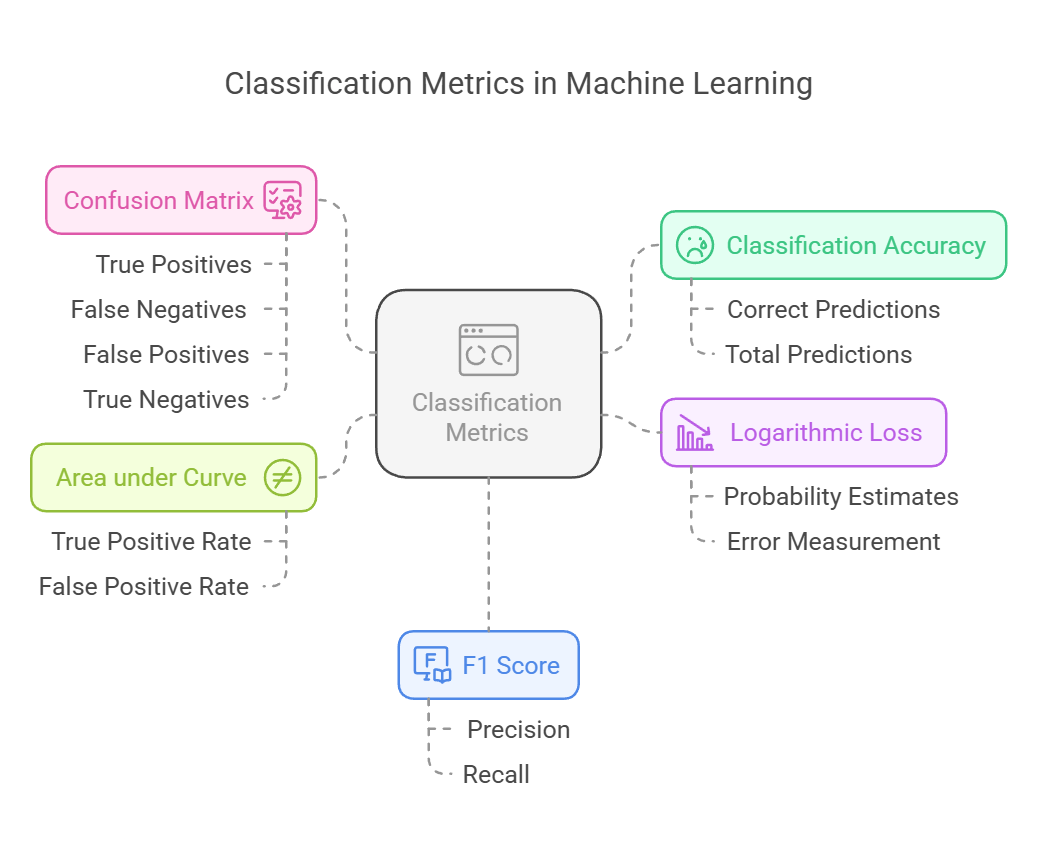 Classification Metrics in Machine Learning
Confusion Matrix
True Positives
False Negatives
False Positives
True Negatives
Area under Curve
True Positive Rate
False Positive Rate
Classification
Metrics
Classification Accuracy
Correct Predictions
Total Predictions
Logarithmic Loss
Probability Estimates
Error Measurement
F
F1 Score
Precision
Recall